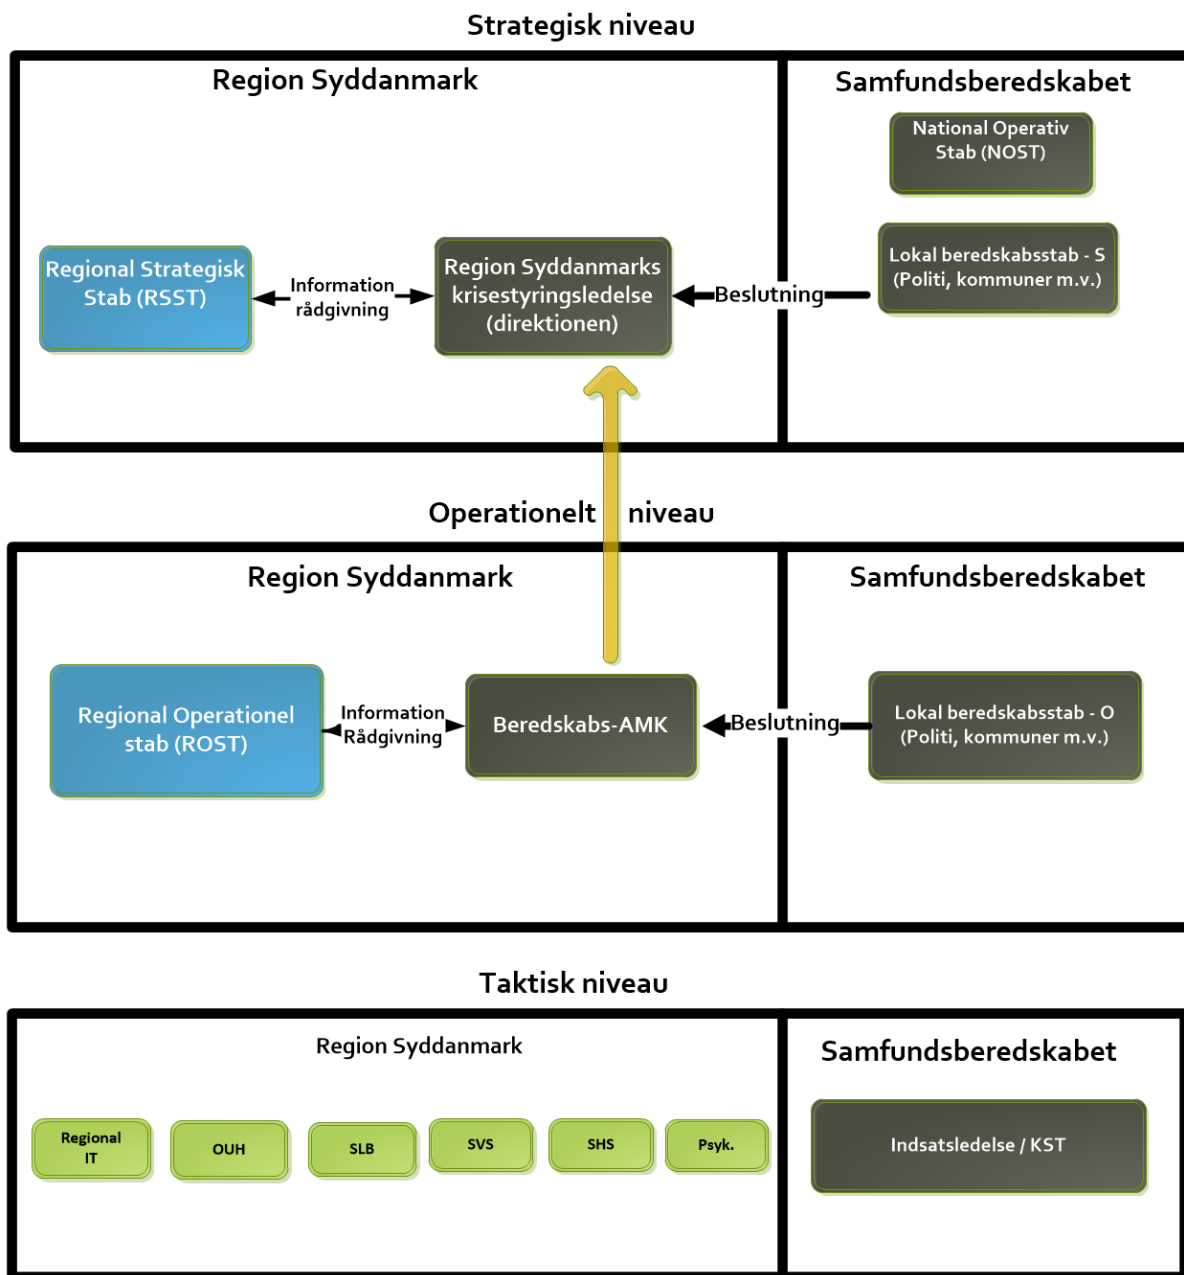 Strategisk niveau
Region Syddanmark
Samfundsberedskabet
National Operativ
Stab (NOST)
Regional Strategisk
Stab (RSST)
Information
rådgivning
Region Syddanmarks
krisestyringsledelse
(direktionen)
Beslutning
Lokal beredskabsstab - S
(Politi, kommuner m.v.)
Operationelt niveau
Region Syddanmark
Samfundsberedskabet
Regional Operationel
stab (ROST)
Information
Rådgivning
Beredskabs-AMK
Beslutning
Lokal beredskabsstab - O
(Politi, kommuner m.v.)
Taktisk niveau
Region Syddanmark
Samfundsberedskabet
Regional
IT
OUH
SLB
SVS
SHS
Psyk.
Indsatsledelse / KST